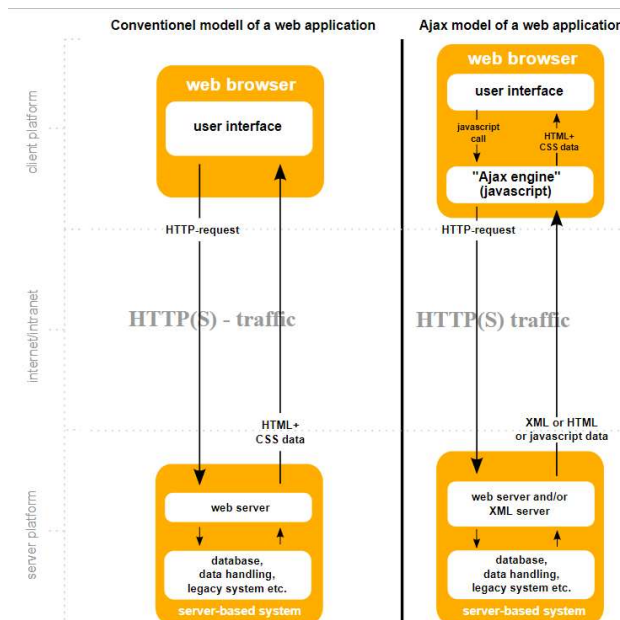 Conventionel modell of a web application
Ajax model of a web application
client platform
internet/intranet
server platform
web browser
user interface
HTTP-request
HTTP(S) - traffic
HTML+
CSS data
web server
database,
data handling,
legacy system etc.
server-based system
web browser
user interface
javascript
call
HTML+
CSS data
"Ajax engine"
(javascript)
HTTP-request
HTTP(S) traffic
XML or HTML
or javascript data
web server and/or
XML server
database,
data handling,
legacy system etc.
server-based system